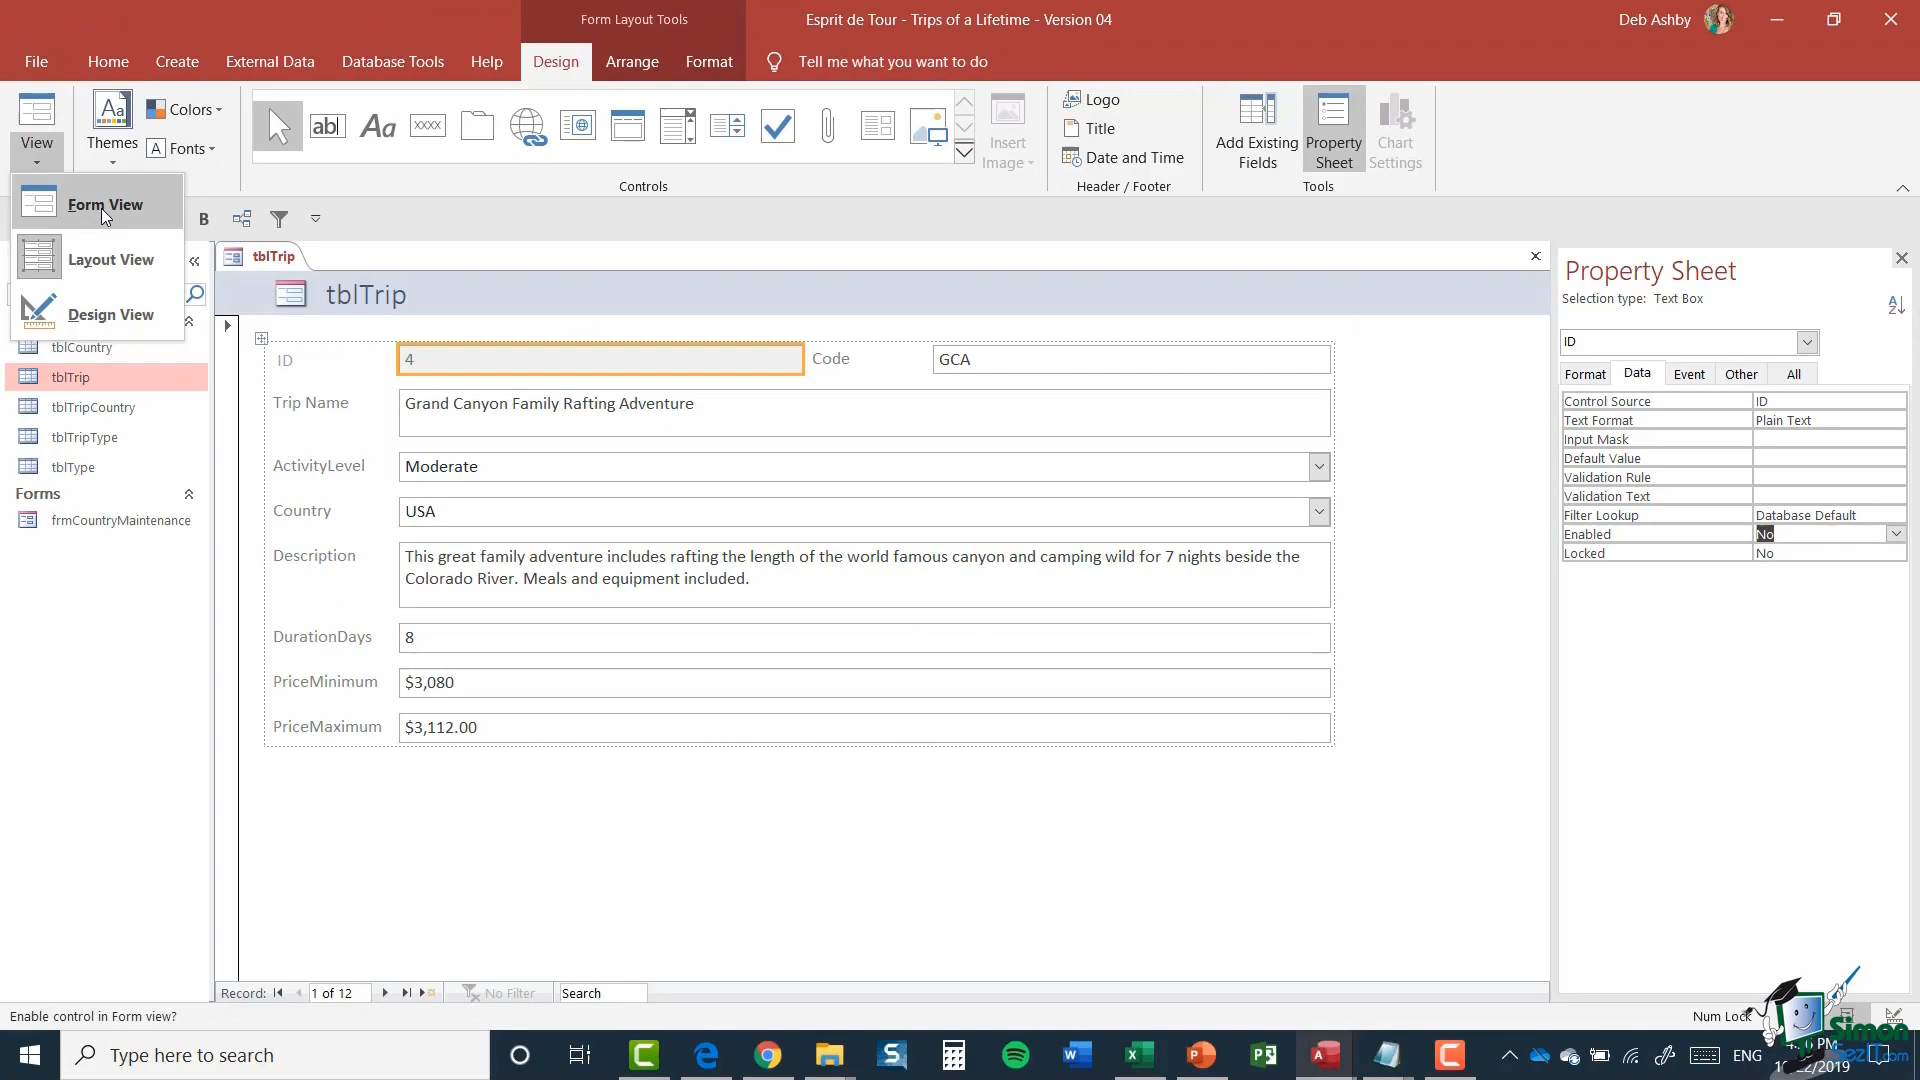 Form Layout Tools
Esprit de Tour - Trips of a Lifetime - Version 04
Deb Ashby
File
Home
Create
External Data
Database Tools
Help
Design
Arrange
Format
Tell me what you want to do
View
Themes
Colors
Fonts
Controls
Insert
Image
Logo
Title
Date and Time
Header / Footer
Add Existing
Fields
Property
Sheet
Chart
Settings
Tools
Form View
Layout View
Design View
B
tblCountry
tblTrip
tblTripCountry
tblTripType
tblType
Forms
frmCountryMaintenance
tblTrip
tblTrip
ID
4
Code
GCA
Trip Name
Grand Canyon Family Rafting Adventure
ActivityLevel
Moderate
Country
USA
Description
This great family adventure includes rafting the length of the world famous canyon and camping wild for 7 nights beside the
Colorado River. Meals and equipment included.
DurationDays
8
PriceMinimum
$3,080
PriceMaximum
$3,112.00
Property Sheet
Selection type: Text Box
ID
Format
Data
Event
Other
All
Control Source ID
Text Format Plain Text
Input Mask
Default Value
Validation Rule
Validation Text
Filter Lookup Database Default
Enabled No
Locked No
Record:
1 of 12
No Filter
Search
Enable control in Form view?
Num Lock
Type here to search
ENG
Simon
SezIT.com